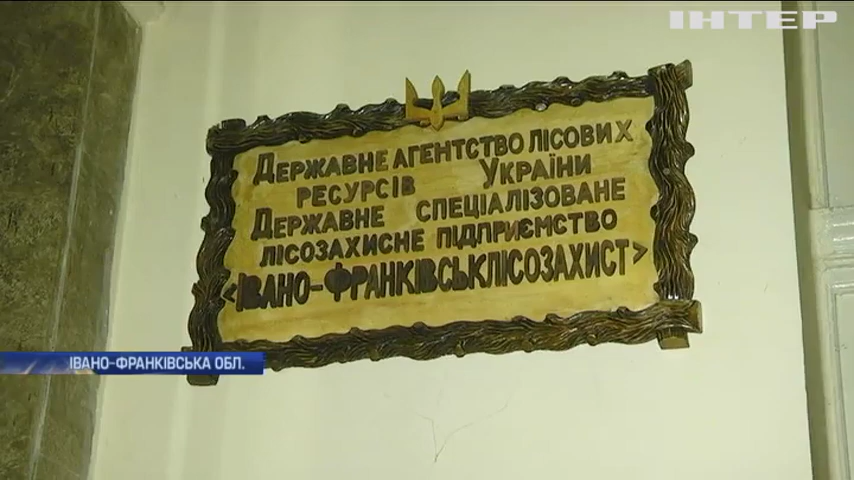 ІНТЕР
ДЕРЖАВНЕ АГЕНТСТВО ЛІСОВИХ
РЕСУРСІВ УКРАЇНИ
ДЕРЖАВНЕ СПЕЦІАЛІЗОВАНЕ
ЛІСОЗАХИСНЕ ПІДПРИЄМСТВО
<ІВАНО-ФРАНКІВСЬКЛІСОЗАХИСТ>
ІВАНО-ФРАНКІВСЬКА ОБЛ.